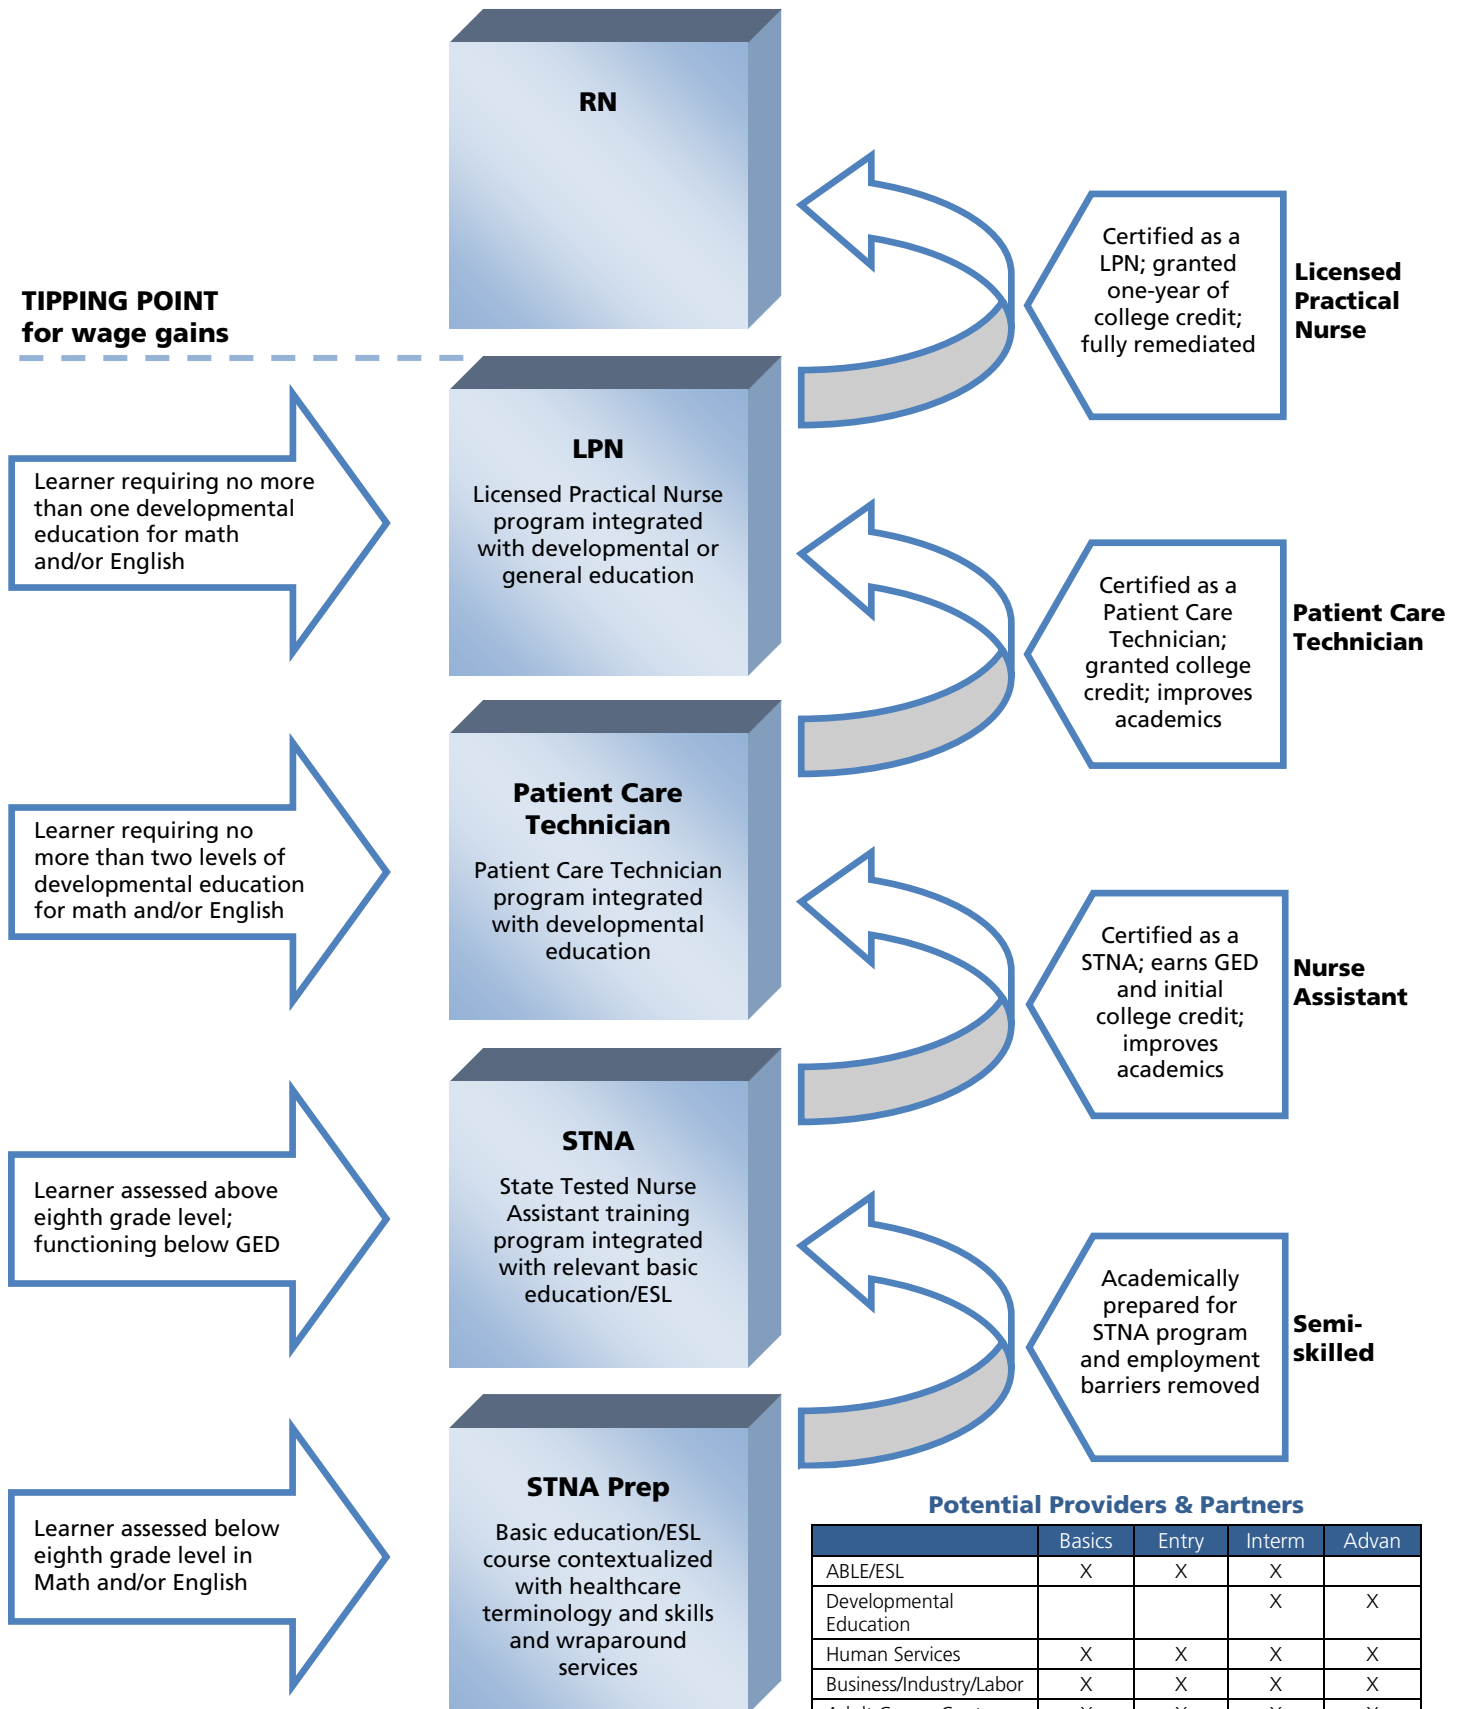 RN
TIPPING POINT
for wage gains
Certified as a
LPN; granted
one-year of
college credit;
fully remediated
Licensed
Practical
Nurse
Learner requiring no more
than one developmental
education for math
and/or English
LPN
Licensed Practical Nurse
program integrated
with developmental or
general education
Certified as a
Patient Care
Technician;
granted college
credit; improves
academics
Patient Care
Technician
Learner requiring no
more than two levels of
developmental education
for math and/or English
Patient Care
Technician
Patient Care Technician
program integrated
with developmental
education
Certified as a
STNA; earns GED
and initial
college credit;
improves
academics
Nurse
Assistant
Learner assessed above
eighth grade level;
functioning below GED
STNA
State Tested Nurse
Assistant training
program integrated
with relevant basic
education/ESL
Academically
prepared for
STNA program
and employment
barriers removed
Semi-
skilled
Learner assessed below
eighth grade level in
Math and/or English
STNA Prep
Basic education/ESL
course contextualized
with healthcare
terminology and skills
and wraparound
services
Potential Providers & Partners
Basics Entry Interm Advan
ABLE/ESL X X X
Developmental X X
Education
Human Services X X X X
Business/Industry/Labor X X X X